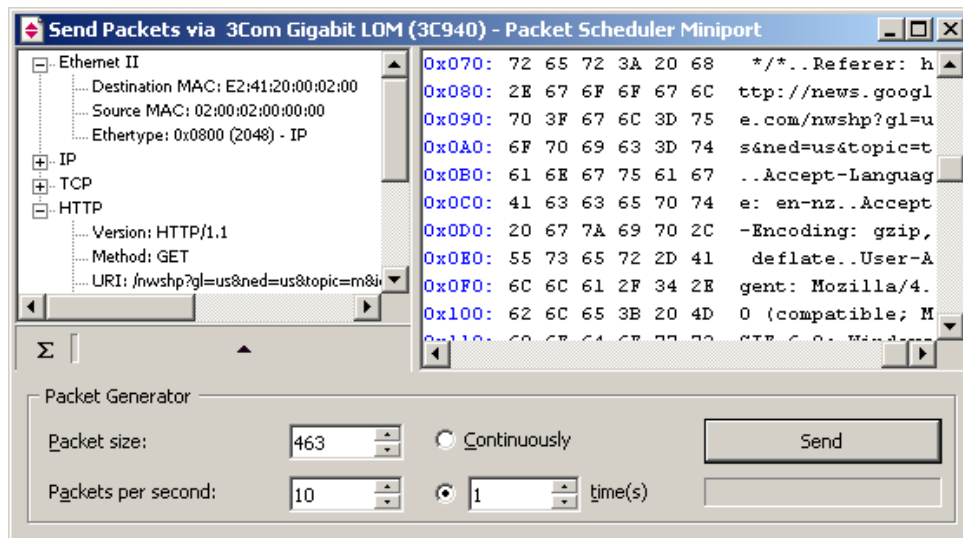 Send Packets via 3Com Gigabit LOM (3C940) - Packet Scheduler Miniport
Ethernet II
Destination MAC: E2:41:20:00:02:00
Source MAC: 02:00:02:00:00:00
Ethertype: 0x0800 (2048) - IP
IP
TCP
HTTP
Version: HTTP/1.1
Method: GET
URI: /nwshp?gl=us&ned=us&topic=m&i
Σ
0x070: 72 65 72 3A 20 68 */*..Referer: h
0x080: 2E 67 6F 6F 67 6C ttp://news.googl
0x090: 70 3F 67 6C 3D 75 e.com/nwshp?gl=u
0x0A0: 6F 70 69 63 3D 74 s&ned=us&topic=t
0x0B0: 61 6E 67 75 61 67 ..Accept-Languag
0x0C0: 41 63 63 65 70 74 e: en-nz..Accept
0x0D0: 20 67 7A 69 70 2C -Encoding: gzip,
0x0E0: 55 73 65 72 2D 41 deflate..User-A
0x0F0: 6C 6C 61 2F 34 2E gent: Mozilla/4.
0x100: 62 6C 65 3B 20 4D 0 (compatible; M
Packet Generator
Packet size: 463 Continuously Send
Packets per second: 10 1 time(s)